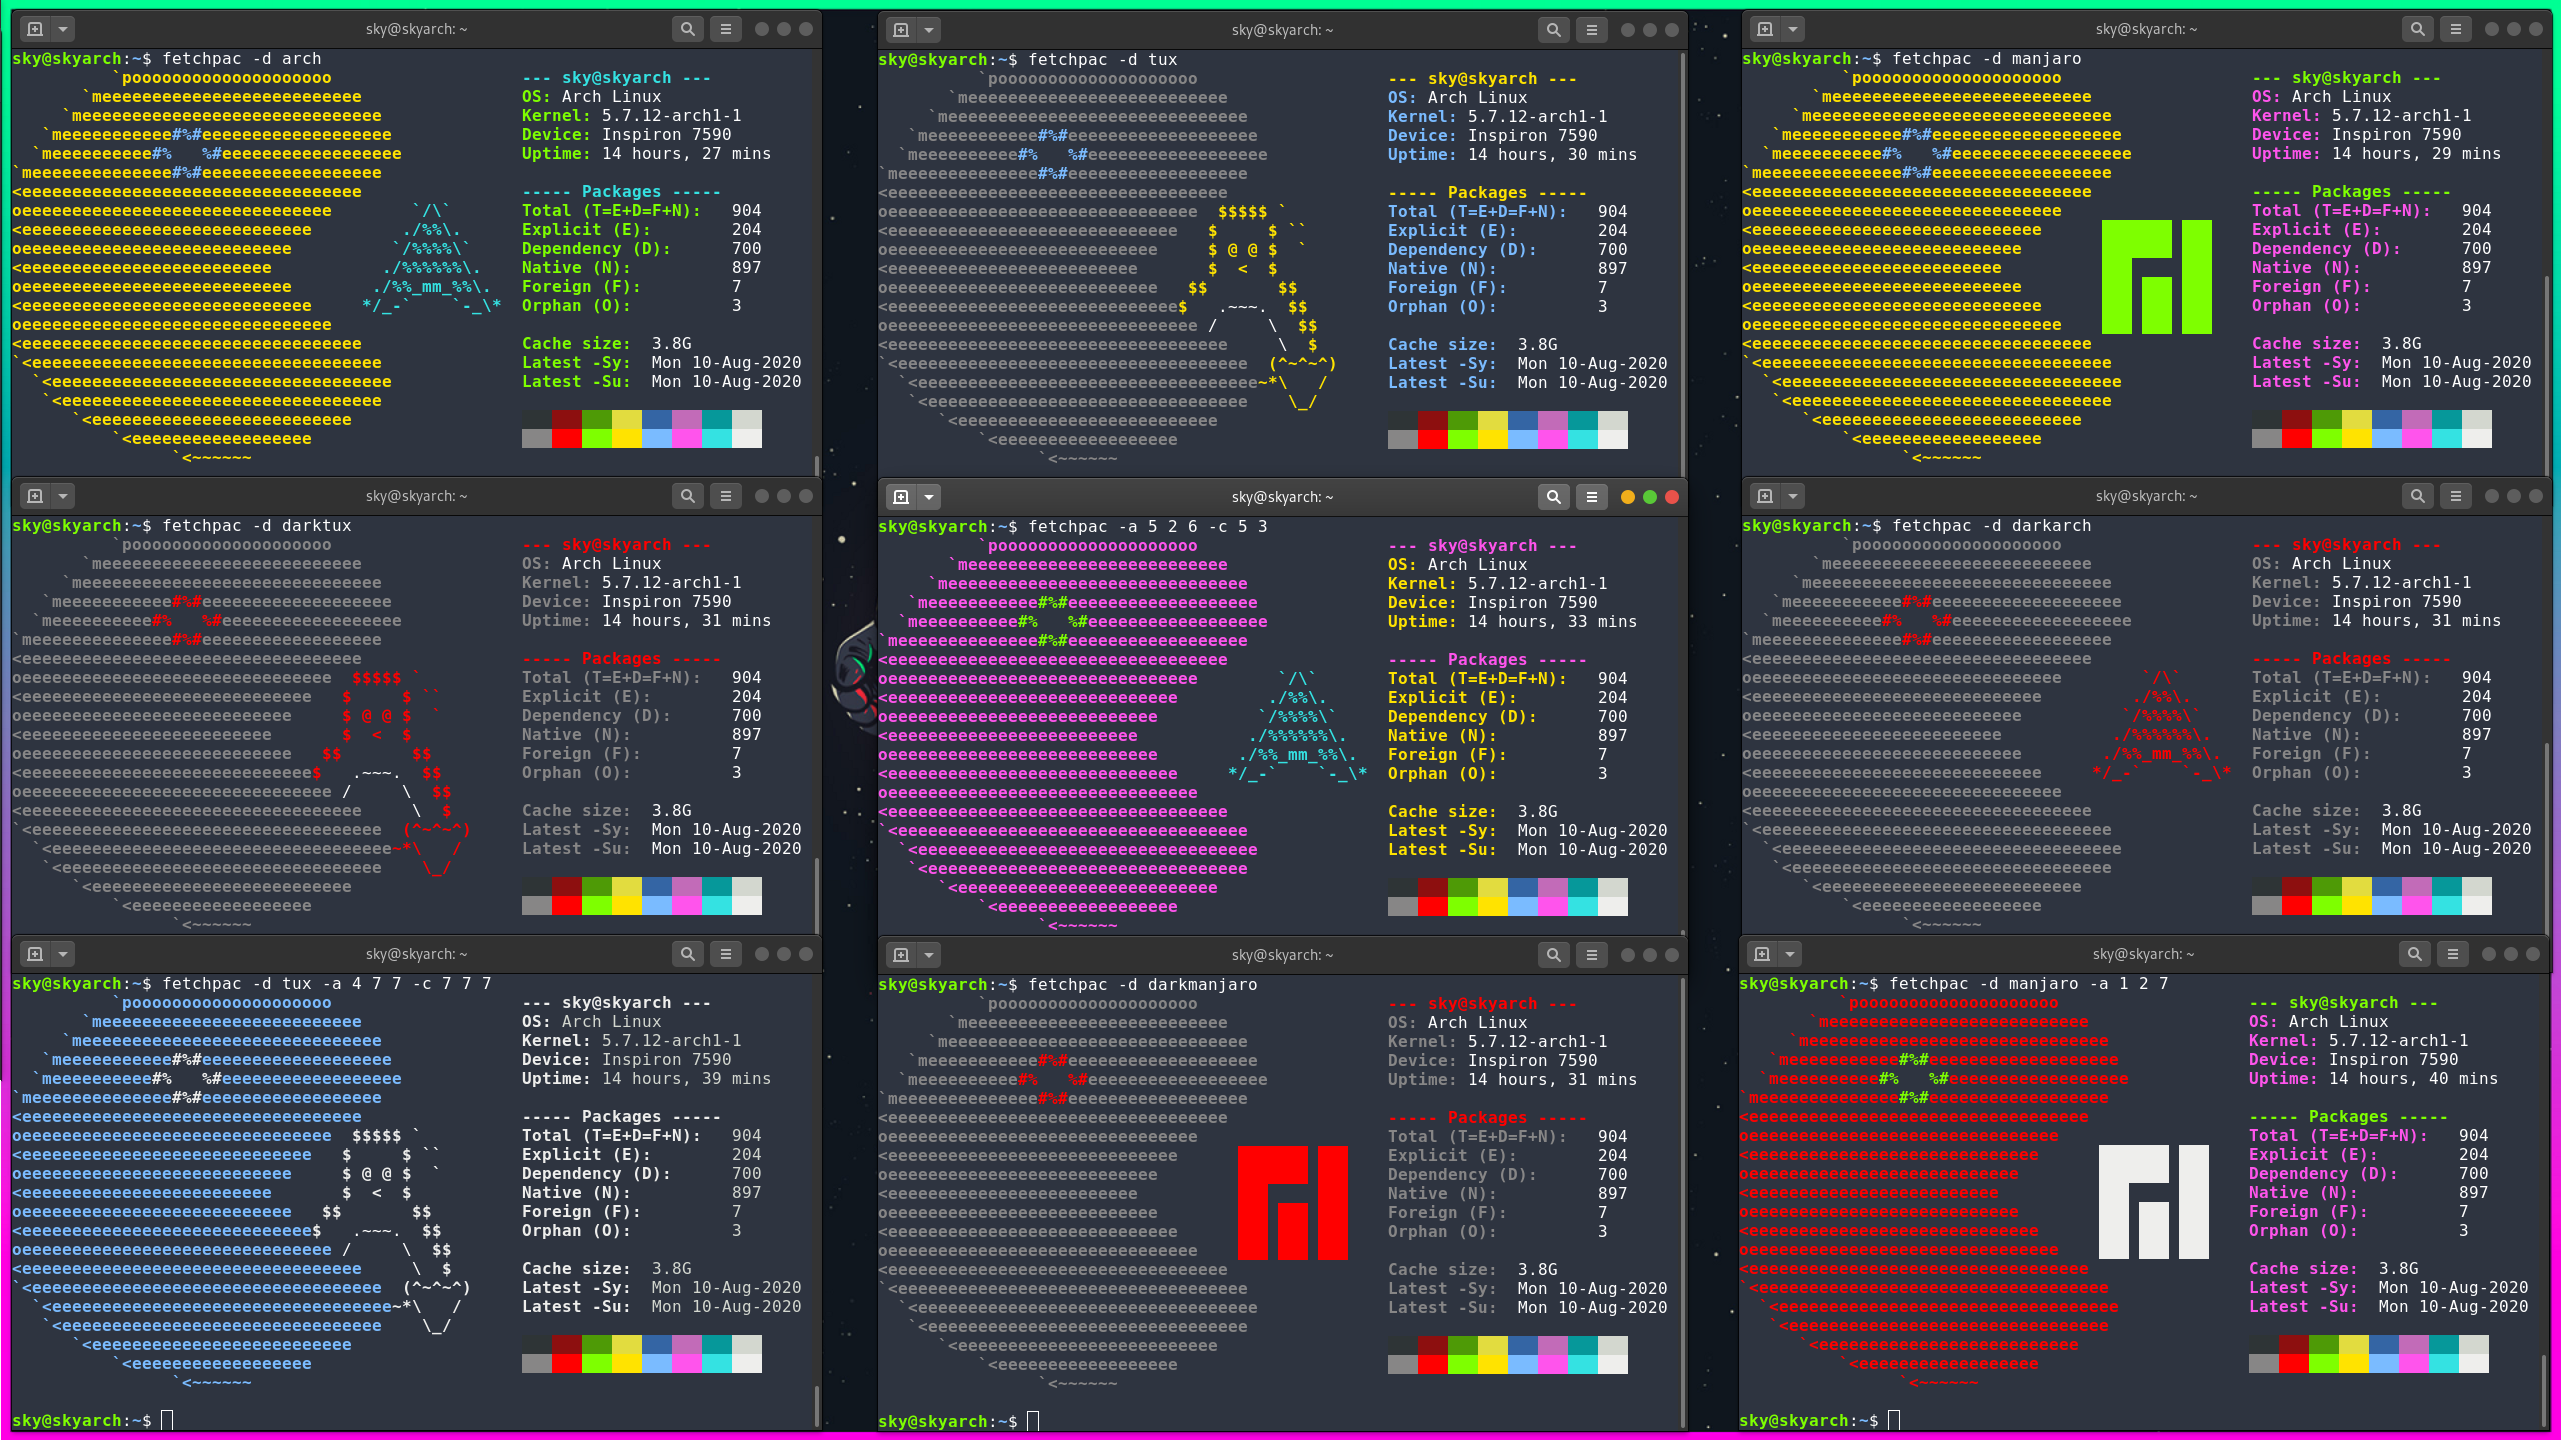 sky@skyarch: ~
sky@skyarch:~$ fetchpac -d arch
--- sky@skyarch ---
OS: Arch Linux
Kernel: 5.7.12-arch1-1
Device: Inspiron 7590
Uptime: 14 hours, 27 mins
----- Packages -----
Total (T=E+D=F+N): 904
Explicit (E): 204
Dependency (D): 700
Native (N): 897
Foreign (F): 7
Orphan (O): 3
Cache size: 3.8G
Latest -Sy: Mon 10-Aug-2020
Latest -Su: Mon 10-Aug-2020
sky@skyarch: ~
sky@skyarch:~$ fetchpac -d tux
--- sky@skyarch ---
OS: Arch Linux
Kernel: 5.7.12-arch1-1
Device: Inspiron 7590
Uptime: 14 hours, 30 mins
----- Packages -----
Total (T=E+D=F+N): 904
Explicit (E): 204
Dependency (D): 700
Native (N): 897
Foreign (F): 7
Orphan (O): 3
Cache size: 3.8G
Latest -Sy: Mon 10-Aug-2020
Latest -Su: Mon 10-Aug-2020
sky@skyarch: ~
sky@skyarch:~$ fetchpac -d manjaro
--- sky@skyarch ---
OS: Arch Linux
Kernel: 5.7.12-arch1-1
Device: Inspiron 7590
Uptime: 14 hours, 29 mins
----- Packages -----
Total (T=E+D=F+N): 904
Explicit (E): 204
Dependency (D): 700
Native (N): 897
Foreign (F): 7
Orphan (O): 3
Cache size: 3.8G
Latest -Sy: Mon 10-Aug-2020
Latest -Su: Mon 10-Aug-2020
sky@skyarch: ~
sky@skyarch:~$ fetchpac -d darktux
--- sky@skyarch ---
OS: Arch Linux
Kernel: 5.7.12-arch1-1
Device: Inspiron 7590
Uptime: 14 hours, 31 mins
----- Packages -----
Total (T=E+D=F+N): 904
Explicit (E): 204
Dependency (D): 700
Native (N): 897
Foreign (F): 7
Orphan (O): 3
Cache size: 3.8G
Latest -Sy: Mon 10-Aug-2020
Latest -Su: Mon 10-Aug-2020
sky@skyarch: ~
sky@skyarch:~$ fetchpac -a 5 2 6 -c 5 3
--- sky@skyarch ---
OS: Arch Linux
Kernel: 5.7.12-arch1-1
Device: Inspiron 7590
Uptime: 14 hours, 33 mins
----- Packages -----
Total (T=E+D=F+N): 904
Explicit (E): 204
Dependency (D): 700
Native (N): 897
Foreign (F): 7
Orphan (O): 3
Cache size: 3.8G
Latest -Sy: Mon 10-Aug-2020
Latest -Su: Mon 10-Aug-2020
sky@skyarch: ~
sky@skyarch:~$ fetchpac -d darkarch
--- sky@skyarch ---
OS: Arch Linux
Kernel: 5.7.12-arch1-1
Device: Inspiron 7590
Uptime: 14 hours, 31 mins
----- Packages -----
Total (T=E+D=F+N): 904
Explicit (E): 204
Dependency (D): 700
Native (N): 897
Foreign (F): 7
Orphan (O): 3
Cache size: 3.8G
Latest -Sy: Mon 10-Aug-2020
Latest -Su: Mon 10-Aug-2020
sky@skyarch: ~
sky@skyarch:~$ fetchpac -d tux -a 4 7 7 -c 7 7 7
--- sky@skyarch ---
OS: Arch Linux
Kernel: 5.7.12-arch1-1
Device: Inspiron 7590
Uptime: 14 hours, 39 mins
----- Packages -----
Total (T=E+D=F+N): 904
Explicit (E): 204
Dependency (D): 700
Native (N): 897
Foreign (F): 7
Orphan (O): 3
Cache size: 3.8G
Latest -Sy: Mon 10-Aug-2020
Latest -Su: Mon 10-Aug-2020
sky@skyarch:~$
sky@skyarch: ~
sky@skyarch:~$ fetchpac -d darkmanjaro
--- sky@skyarch ---
OS: Arch Linux
Kernel: 5.7.12-arch1-1
Device: Inspiron 7590
Uptime: 14 hours, 31 mins
----- Packages -----
Total (T=E+D=F+N): 904
Explicit (E): 204
Dependency (D): 700
Native (N): 897
Foreign (F): 7
Orphan (O): 3
Cache size: 3.8G
Latest -Sy: Mon 10-Aug-2020
Latest -Su: Mon 10-Aug-2020
sky@skyarch:~$
sky@skyarch: ~
sky@skyarch:~$ fetchpac -d manjaro -a 1 2 7
--- sky@skyarch ---
OS: Arch Linux
Kernel: 5.7.12-arch1-1
Device: Inspiron 7590
Uptime: 14 hours, 40 mins
----- Packages -----
Total (T=E+D=F+N): 904
Explicit (E): 204
Dependency (D): 700
Native (N): 897
Foreign (F): 7
Orphan (O): 3
Cache size: 3.8G
Latest -Sy: Mon 10-Aug-2020
Latest -Su: Mon 10-Aug-2020
sky@skyarch:~$